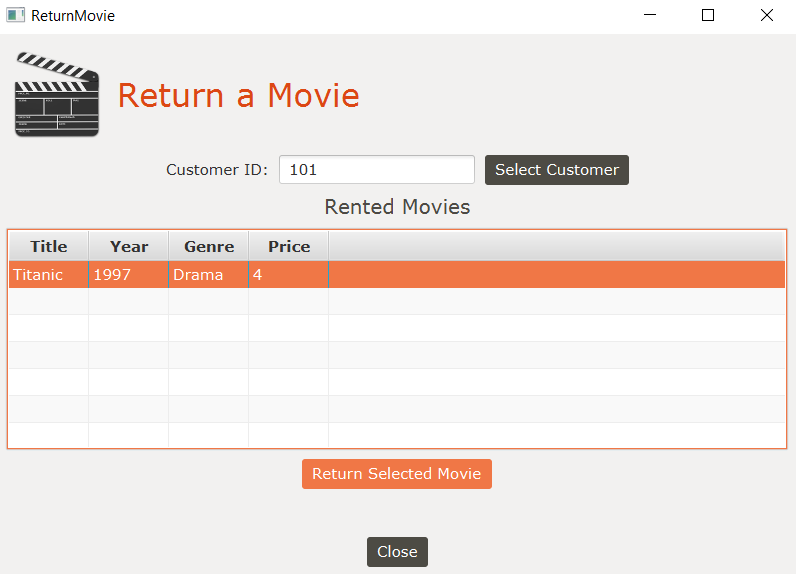 ReturnMovie
Return a Movie
Customer ID: 101 Select Customer
Rented Movies
Title Year Genre Price
Titanic 1997 Drama 4
Return Selected Movie
Close